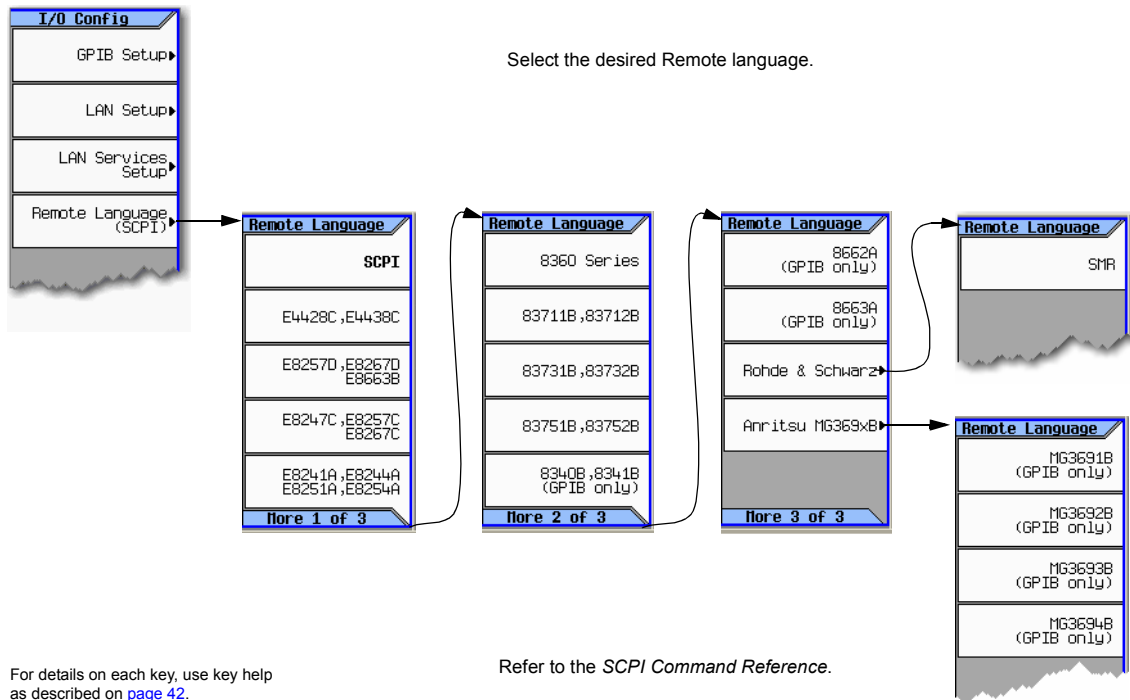 I/O Config
GPIB Setup
LAN Setup
LAN Services
Setup
Remote Language
(SCPI)
Select the desired Remote language.
Remote Language
SCPI
E4428C,E4438C
E8257D,E8267D
E8663B
E8247C,E8257C
E8267C
E8241A,E8244A
E8251A,E8254A
More 1 of 3
Remote Language
8360 Series
83711B,83712B
83731B,83732B
83751B,83752B
8340B,8341B
(GPIB only)
More 2 of 3
Remote Language
8662A
(GPIB only)
8663A
(GPIB only)
Rohde & Schwarz
Anritsu MG369xB
More 3 of 3
Remote Language
SMR
Remote Language
MG3691B
(GPIB only)
MG3692B
(GPIB only)
MG3693B
(GPIB only)
MG3694B
(GPIB only)
For details on each key, use key help
as described on page 42.
Refer to the SCPI Command Reference.